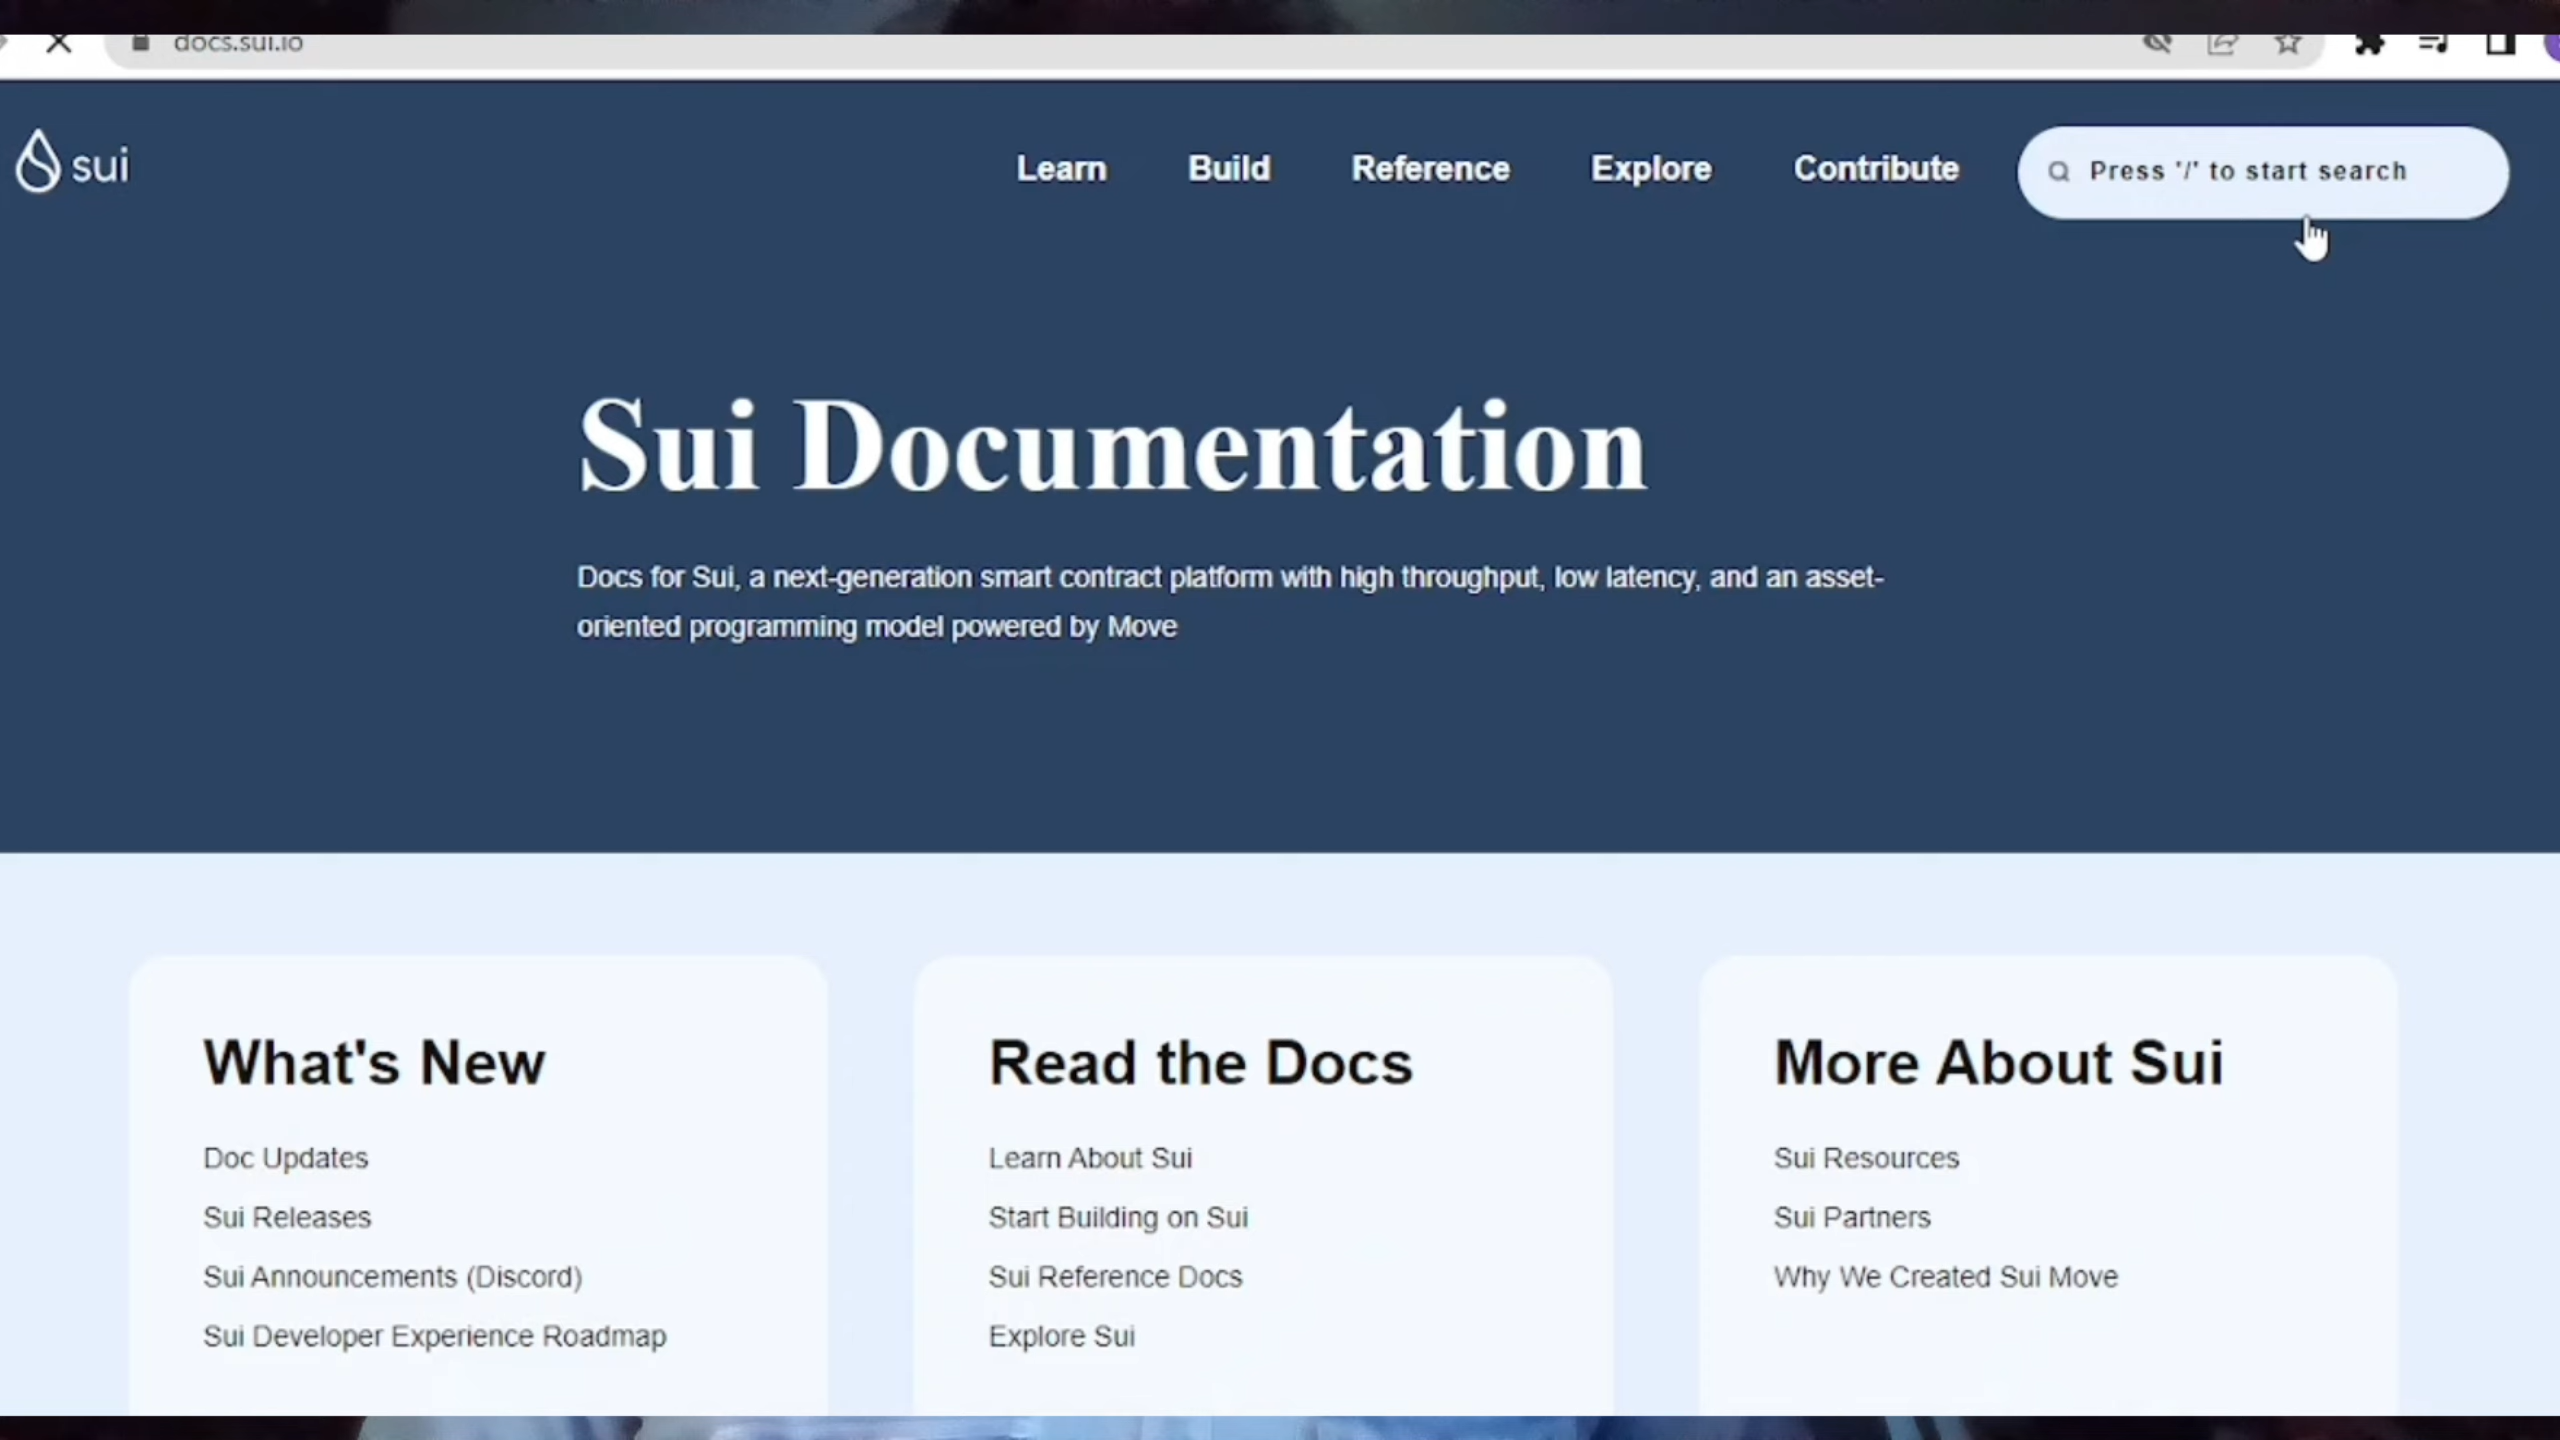 docs.sui.io
sui
Learn Build Reference Explore Contribute Press '/' to start search
Sui Documentation
Docs for Sui, a next-generation smart contract platform with high throughput, low latency, and an asset-
oriented programming model powered by Move
What's New
Doc Updates
Sui Releases
Sui Announcements (Discord)
Sui Developer Experience Roadmap
Read the Docs
Learn About Sui
Start Building on Sui
Sui Reference Docs
Explore Sui
More About Sui
Sui Resources
Sui Partners
Why We Created Sui Move